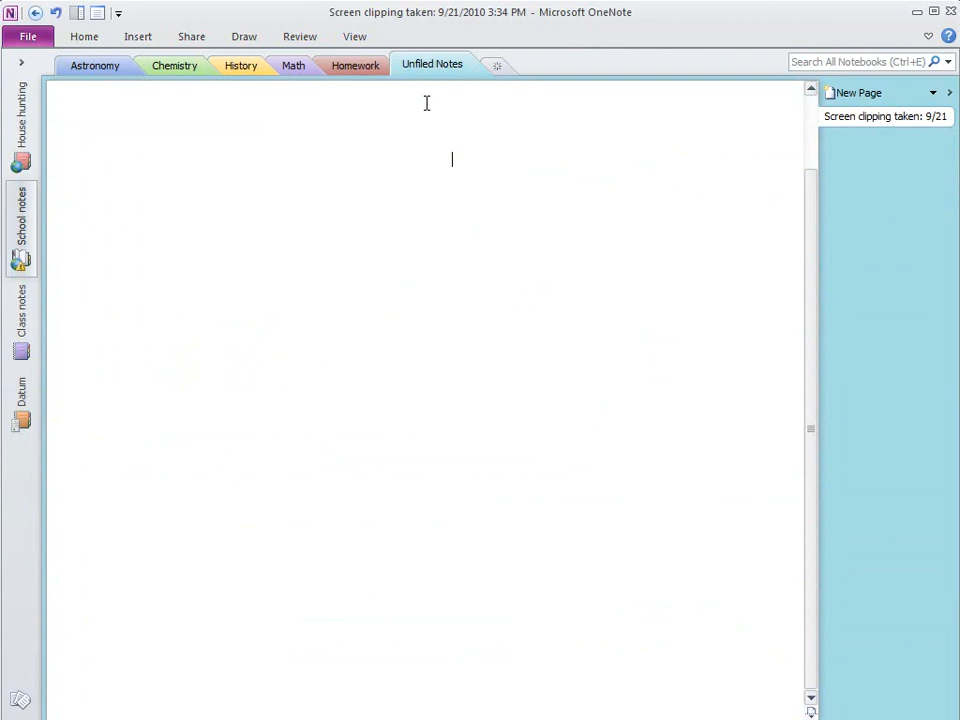 Screen clipping taken: 9/21/2010 3:34 PM - Microsoft OneNote
File Home Insert Share Draw Review View
Astronomy Chemistry History Math Homework Unfiled Notes
Search All Notebooks (Ctrl+E)
New Page
Screen clipping taken: 9/21
House hunting
School notes
Class notes
Datum